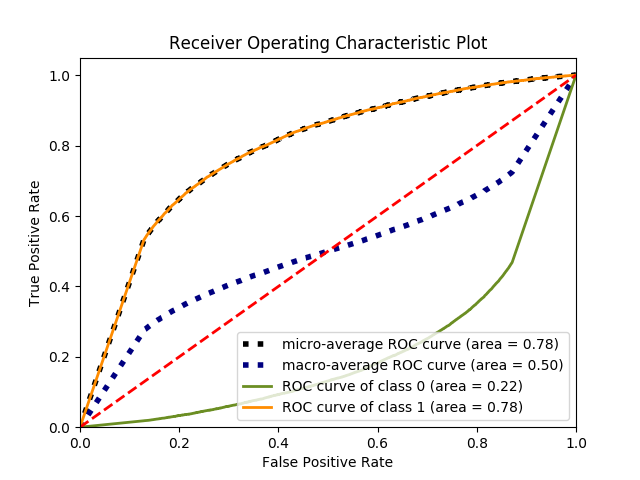 Receiver Operating Characteristic Plot
True Positive Rate
1.0
0.8
0.6
0.4
0.2
0.0
micro-average ROC curve (area = 0.78)
macro-average ROC curve (area = 0.50)
ROC curve of class 0 (area = 0.22)
ROC curve of class 1 (area = 0.78)
0.0 0.2 0.4 0.6 0.8 1.0
False Positive Rate